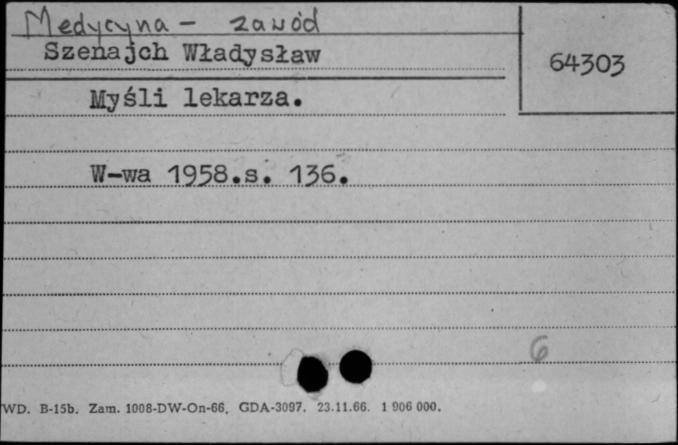 Medycyna - zawód
Szenajch Władysław
64303
Myśli lekarza.
W-wa 1958.s. 136.
6
WD. B-15b. Zam. 1008-DW-On-66. GDA-3097. 23.11.66. 1 906 000.